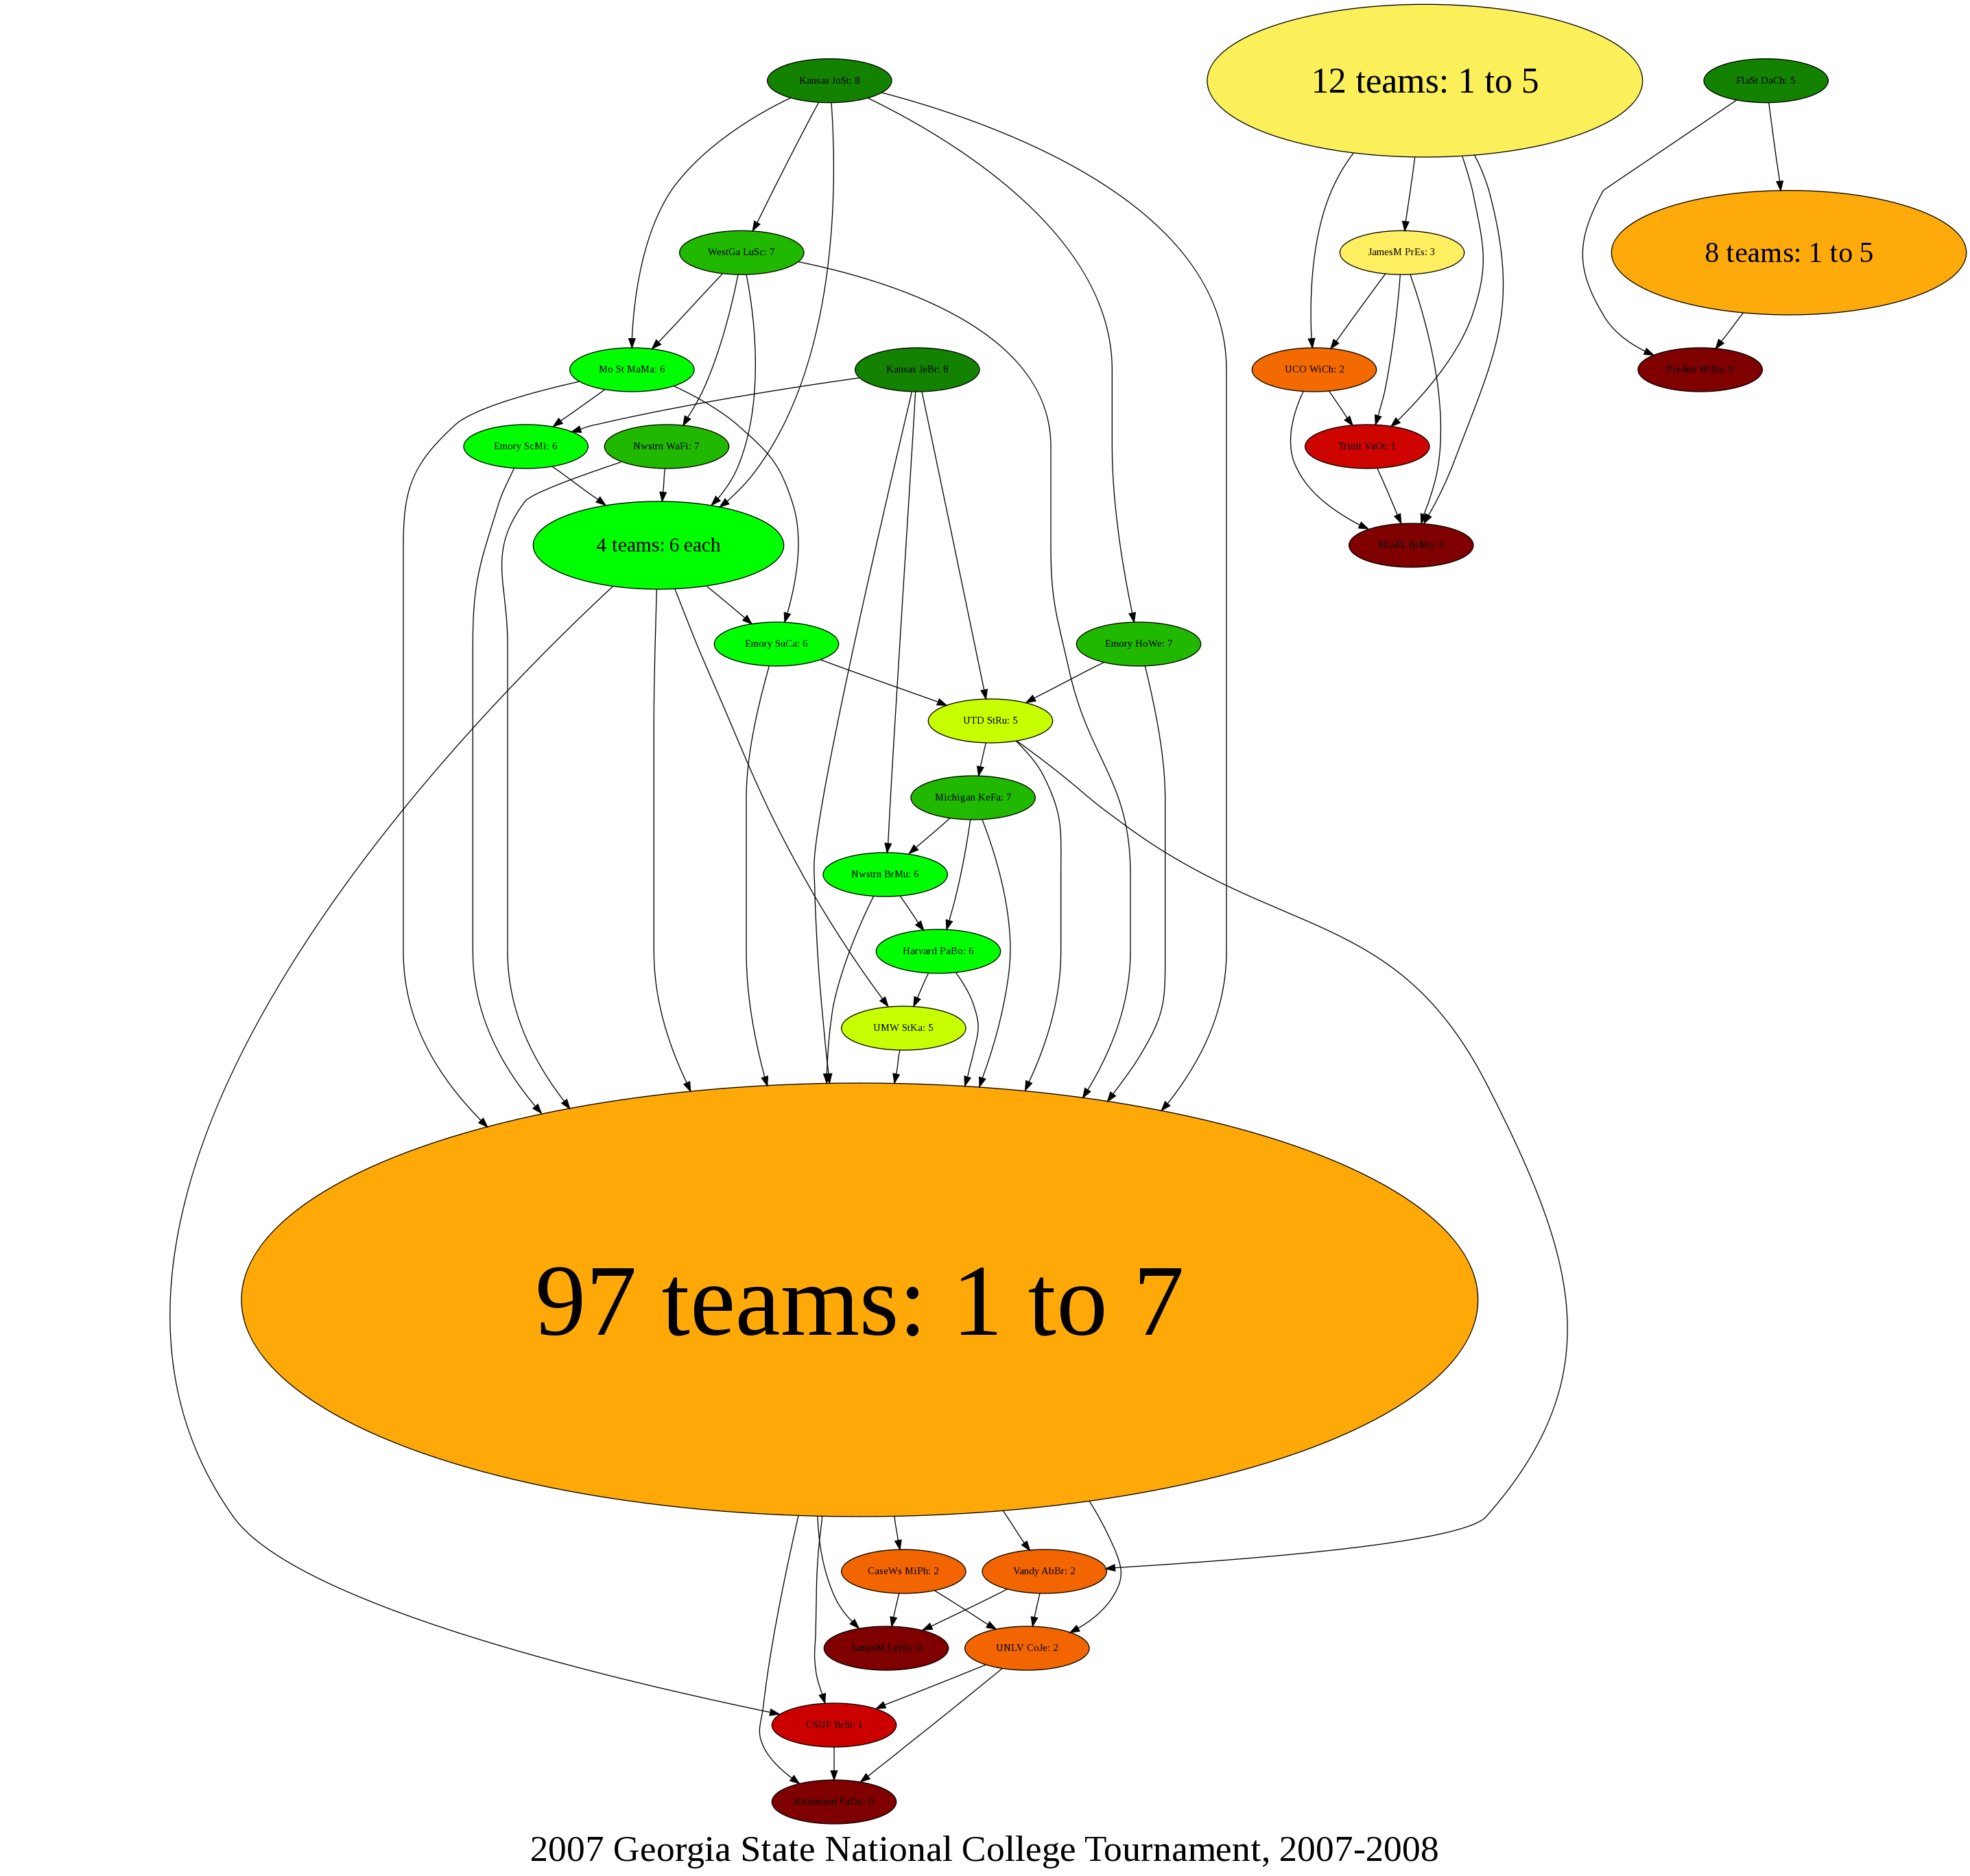 12 teams: 1 to 5
Kansas JoSt: 8
FlaSt DaCh: 5
WestGa LuSc: 7
JamesM PrEs: 3
8 teams: 1 to 5
Mo St MaMa: 6
Kansas JeBr: 8
UCO WiCh: 2
Piedmt WiBa: 0
Emory ScMi: 6
Nwstrn WaFi: 7
Trinit VaCr: 1
4 teams: 6 each
MiaFL BrMo: 0
Emory SuCa: 6
Emory HoWe: 7
UTD StRu: 5
Michigan KeFa: 7
Nwstrn BrMu: 6
Harvard PaBo: 6
UMW StKa: 5
97 teams: 1 to 7
CaseWs MiPh: 2
Vandy AbBr: 2
JamesM LeHa: 0
UNLV CoJe: 2
CSUF BrSt: 1
Richmond FaDo: 0
2007 Georgia State National College Tournament, 2007-2008